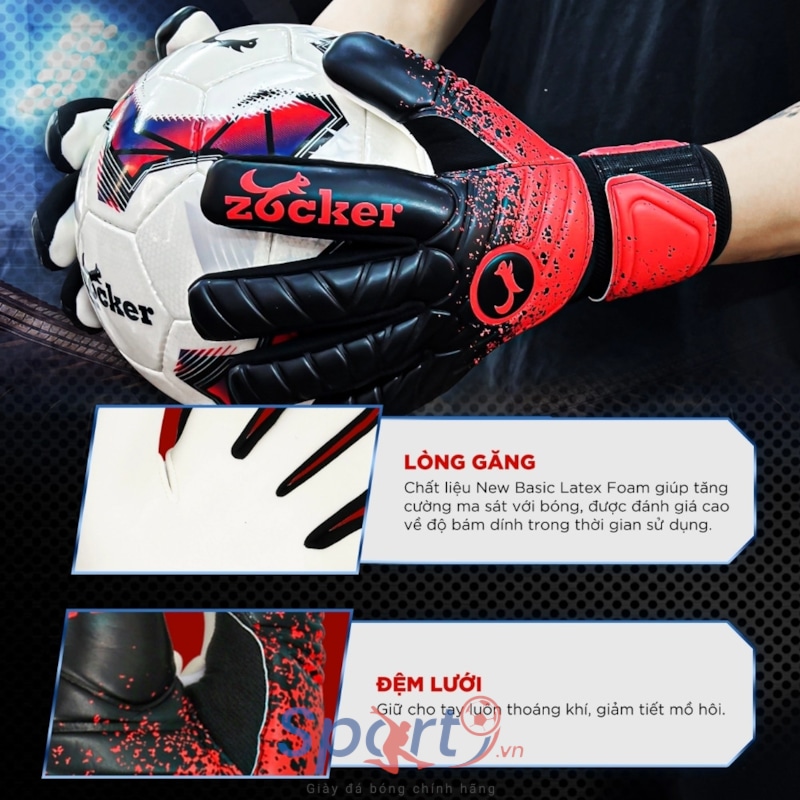 zocker
zocker
LÒNG GĂNG
Chất liệu New Basic Latex Foam giúp tăng
cường ma sát với bóng, được đánh giá cao
về độ bám dính trong thời gian sử dụng.
ĐỆM LƯỚI
Giữ cho tay luôn thoáng khí, giảm tiết mồ hôi.
Sport9.vn
Giày đá bóng chính hãng